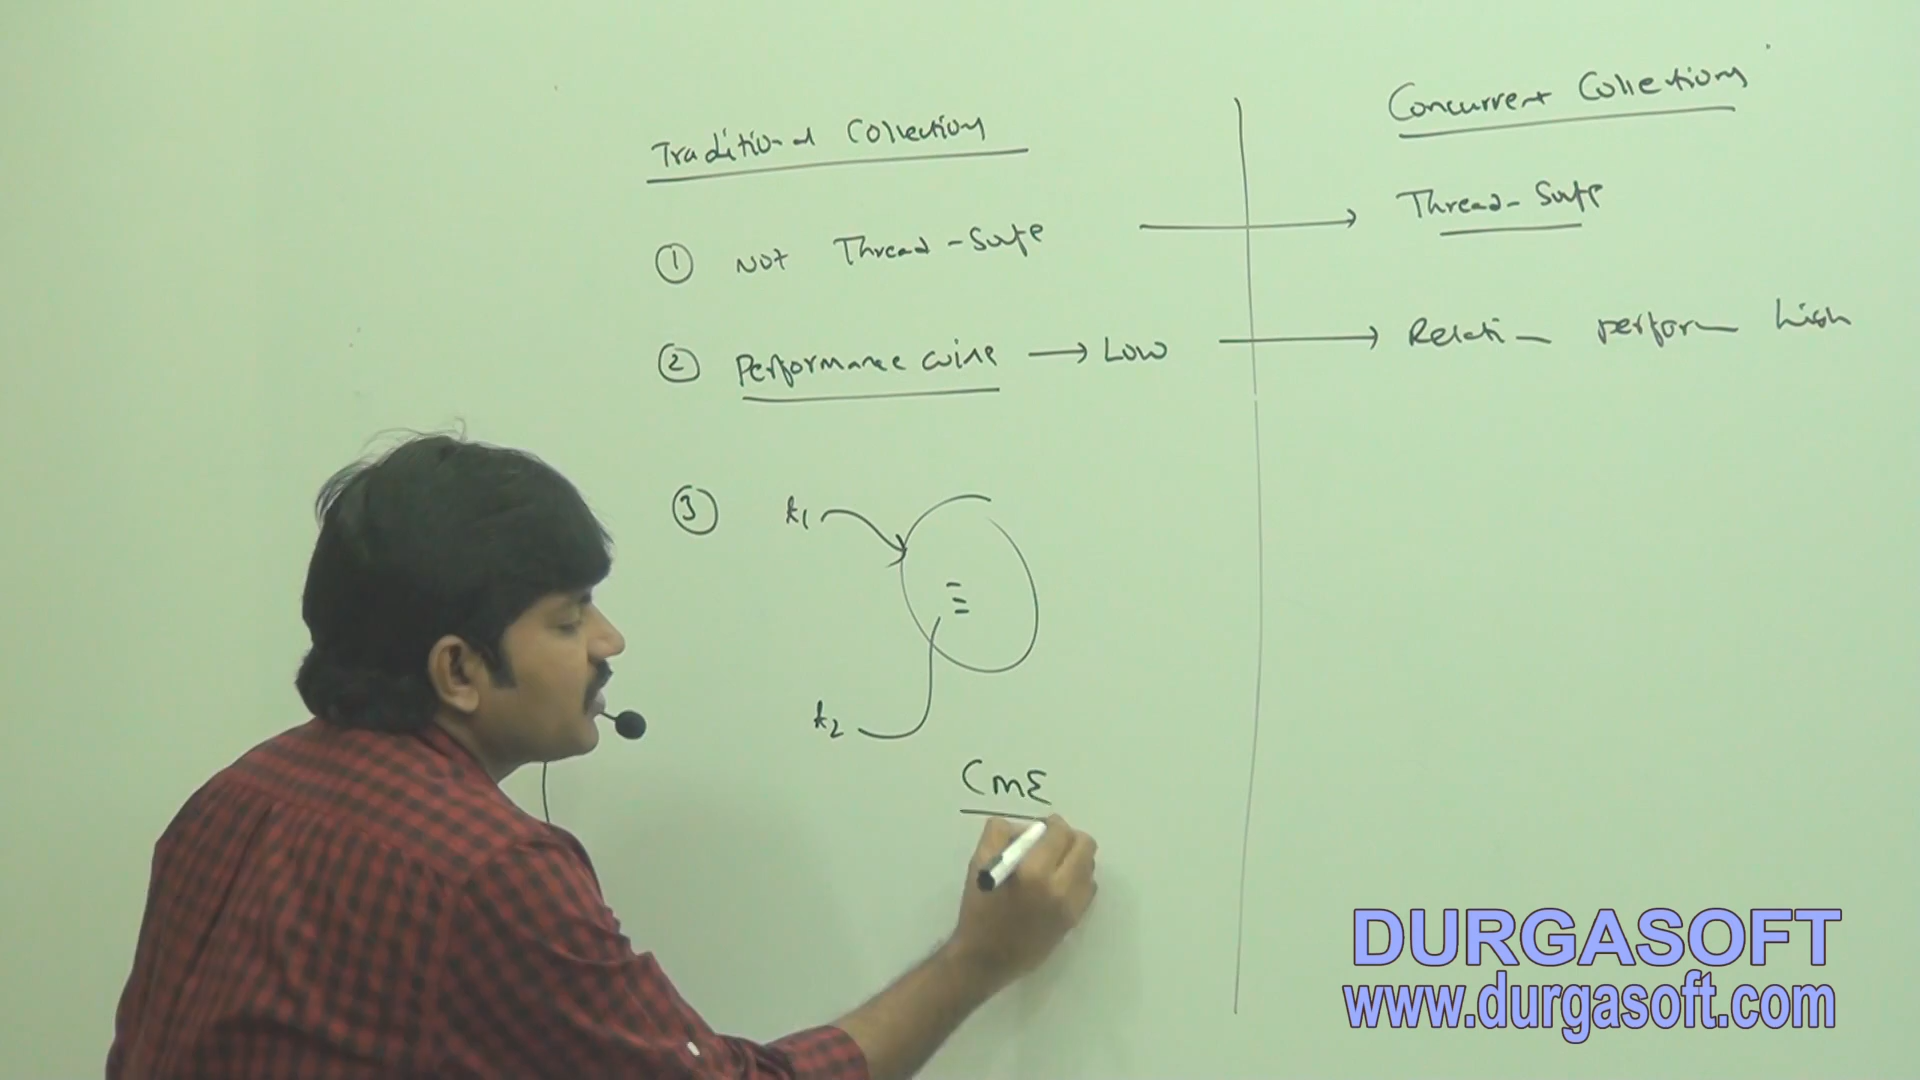 Traditional Collections
Concurrent Collections
① Not Thread-Safe → Thread-Safe
② Performance wise → Low → Relati perform high
③ t1
t2
CME
DURGASOFT
www.durgasoft.com